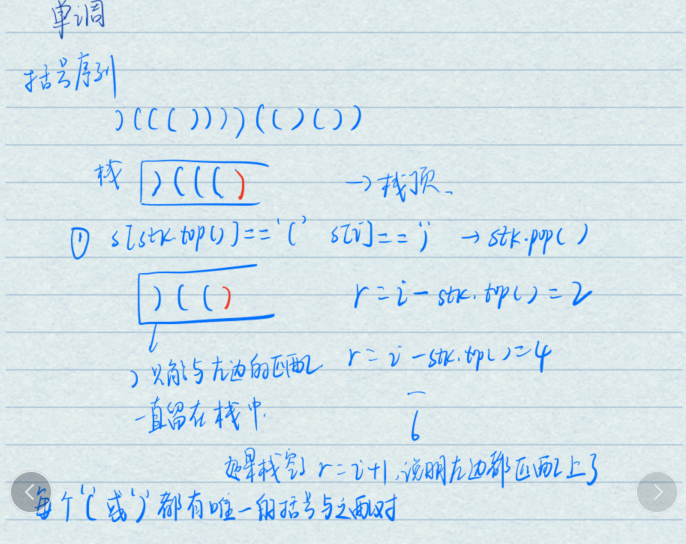 单调
括号序列
)((())))(()())
栈 )((() →栈顶。
① s[stk.top()]=='(' s[i]==')' →stk.pop()
)(() r=i-stk.top()=2
)只能与左边的匹配 r=i-stk.top()=4
一直留在栈中. 6
如果栈空了 r=i+1,说明左边都匹配上了
每个'('或')'都有唯一的括号与之配对